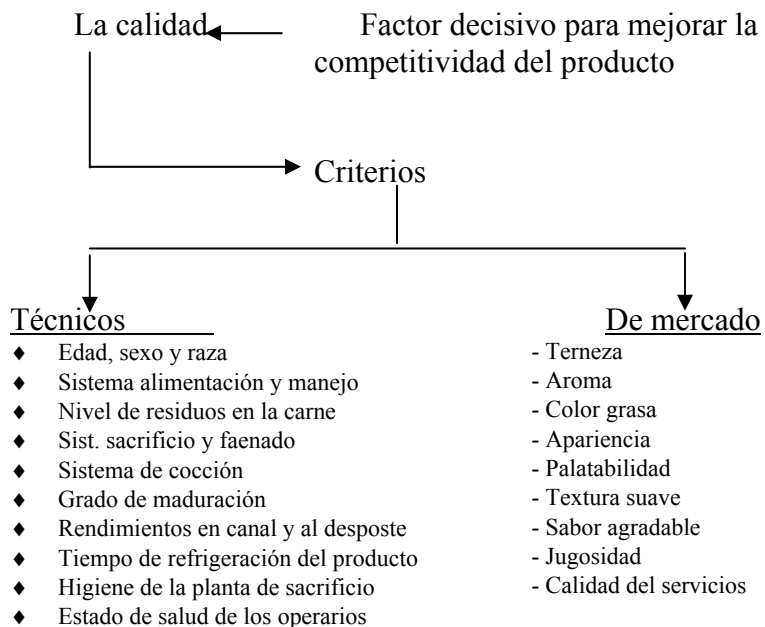 La calidad
Factor decisivo para mejorar la
competitividad del producto
Criterios
Técnicos
♦ Edad, sexo y raza
♦ Sistema alimentación y manejo
♦ Nivel de residuos en la carne
♦ Sist. sacrificio y faenado
♦ Sistema de cocción
♦ Grado de maduración
♦ Rendimientos en canal y al desposte
♦ Tiempo de refrigeración del producto
♦ Higiene de la planta de sacrificio
♦ Estado de salud de los operarios
De mercado
- Terneza
- Aroma
- Color grasa
- Apariencia
- Palatabilidad
- Textura suave
- Sabor agradable
- Jugosidad
- Calidad del servicios